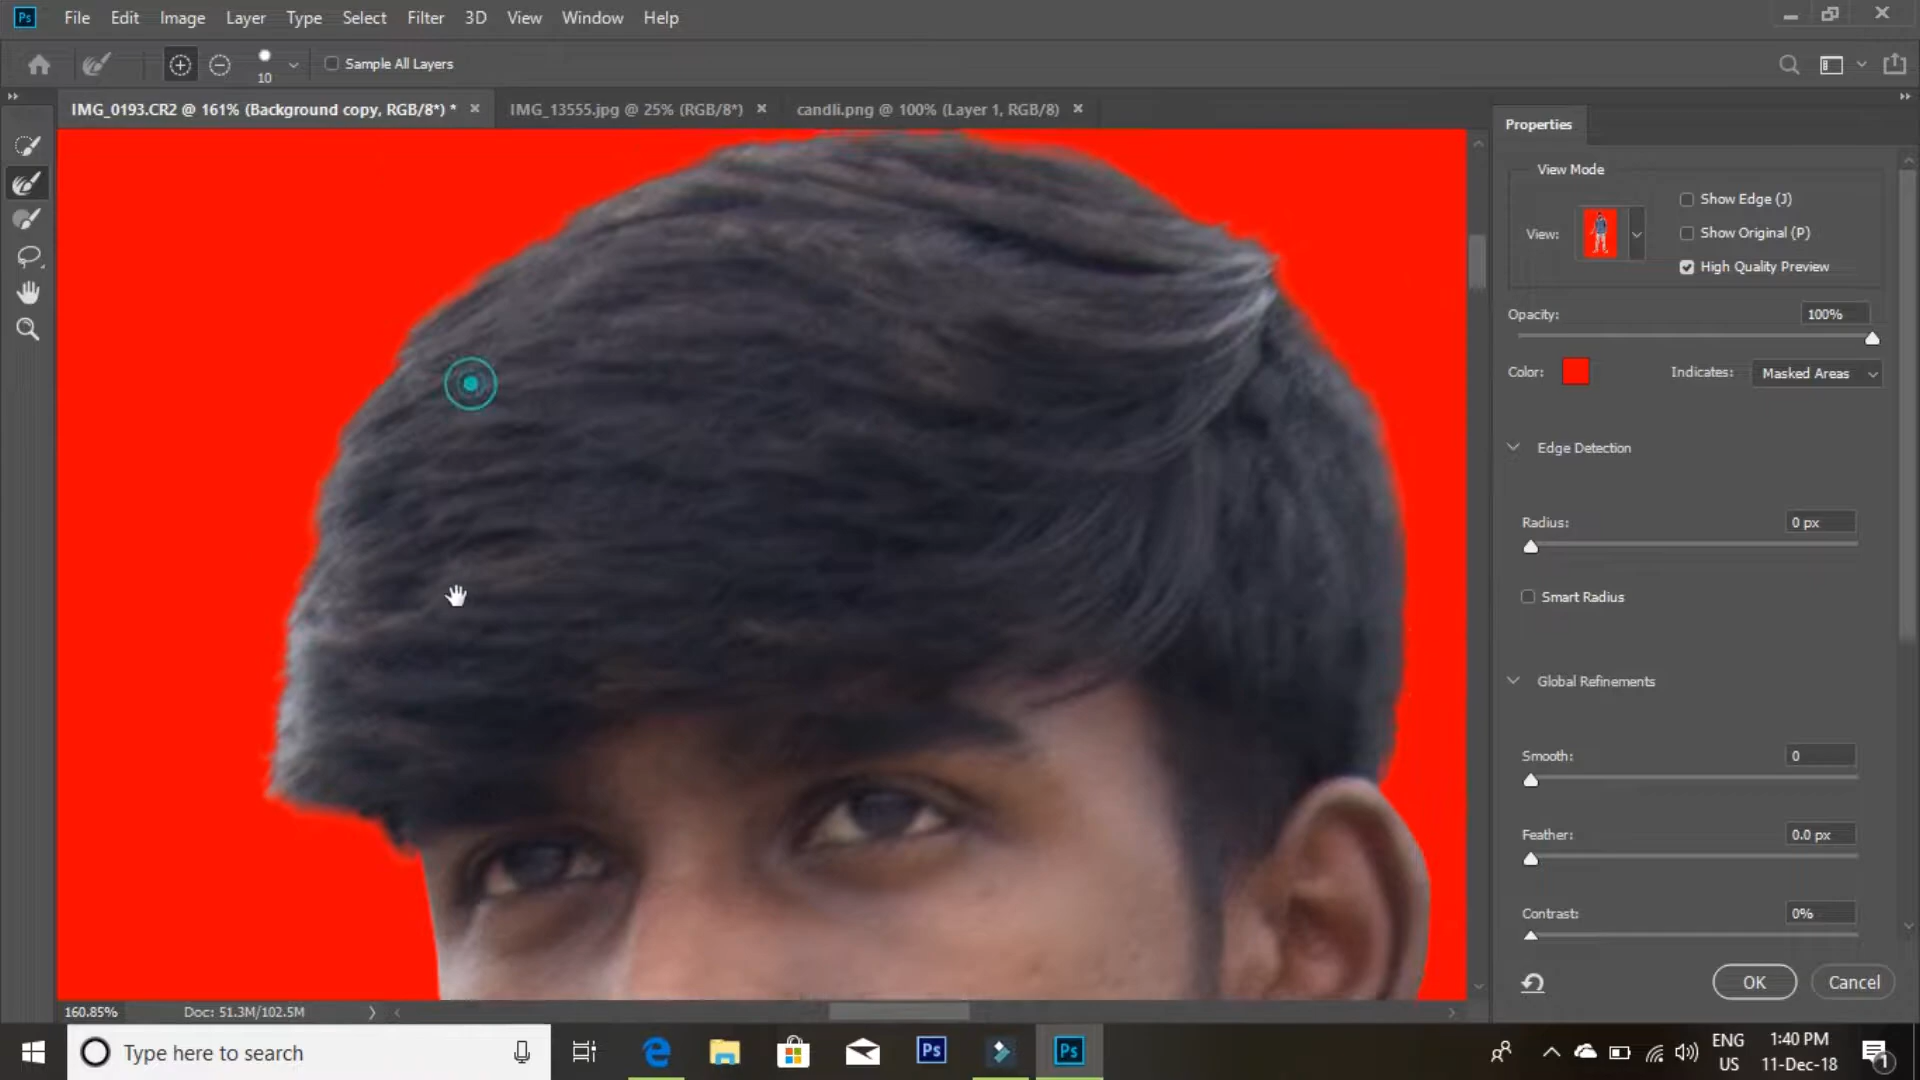 Ps File Edit Image Layer Type Select Filter 3D View Window Help
10 Sample All Layers
IMG_0193.CR2 @ 161% (Background copy, RGB/8*) * IMG_13555.jpg @ 25% (RGB/8*) candli.png @ 100% (Layer 1, RGB/8)
Properties
View Mode
Show Edge (J)
View: Show Original (P)
High Quality Preview
Opacity: 100%
Color: Indicates: Masked Areas
Edge Detection
Radius: 0 px
Smart Radius
Global Refinements
Smooth: 0
Feather: 0.0 px
Contrast: 0%
OK Cancel
160.85% Doc: 51.3M/102.5M
Type here to search Ps Ps ENG US 1:40 PM 11-Dec-18 1